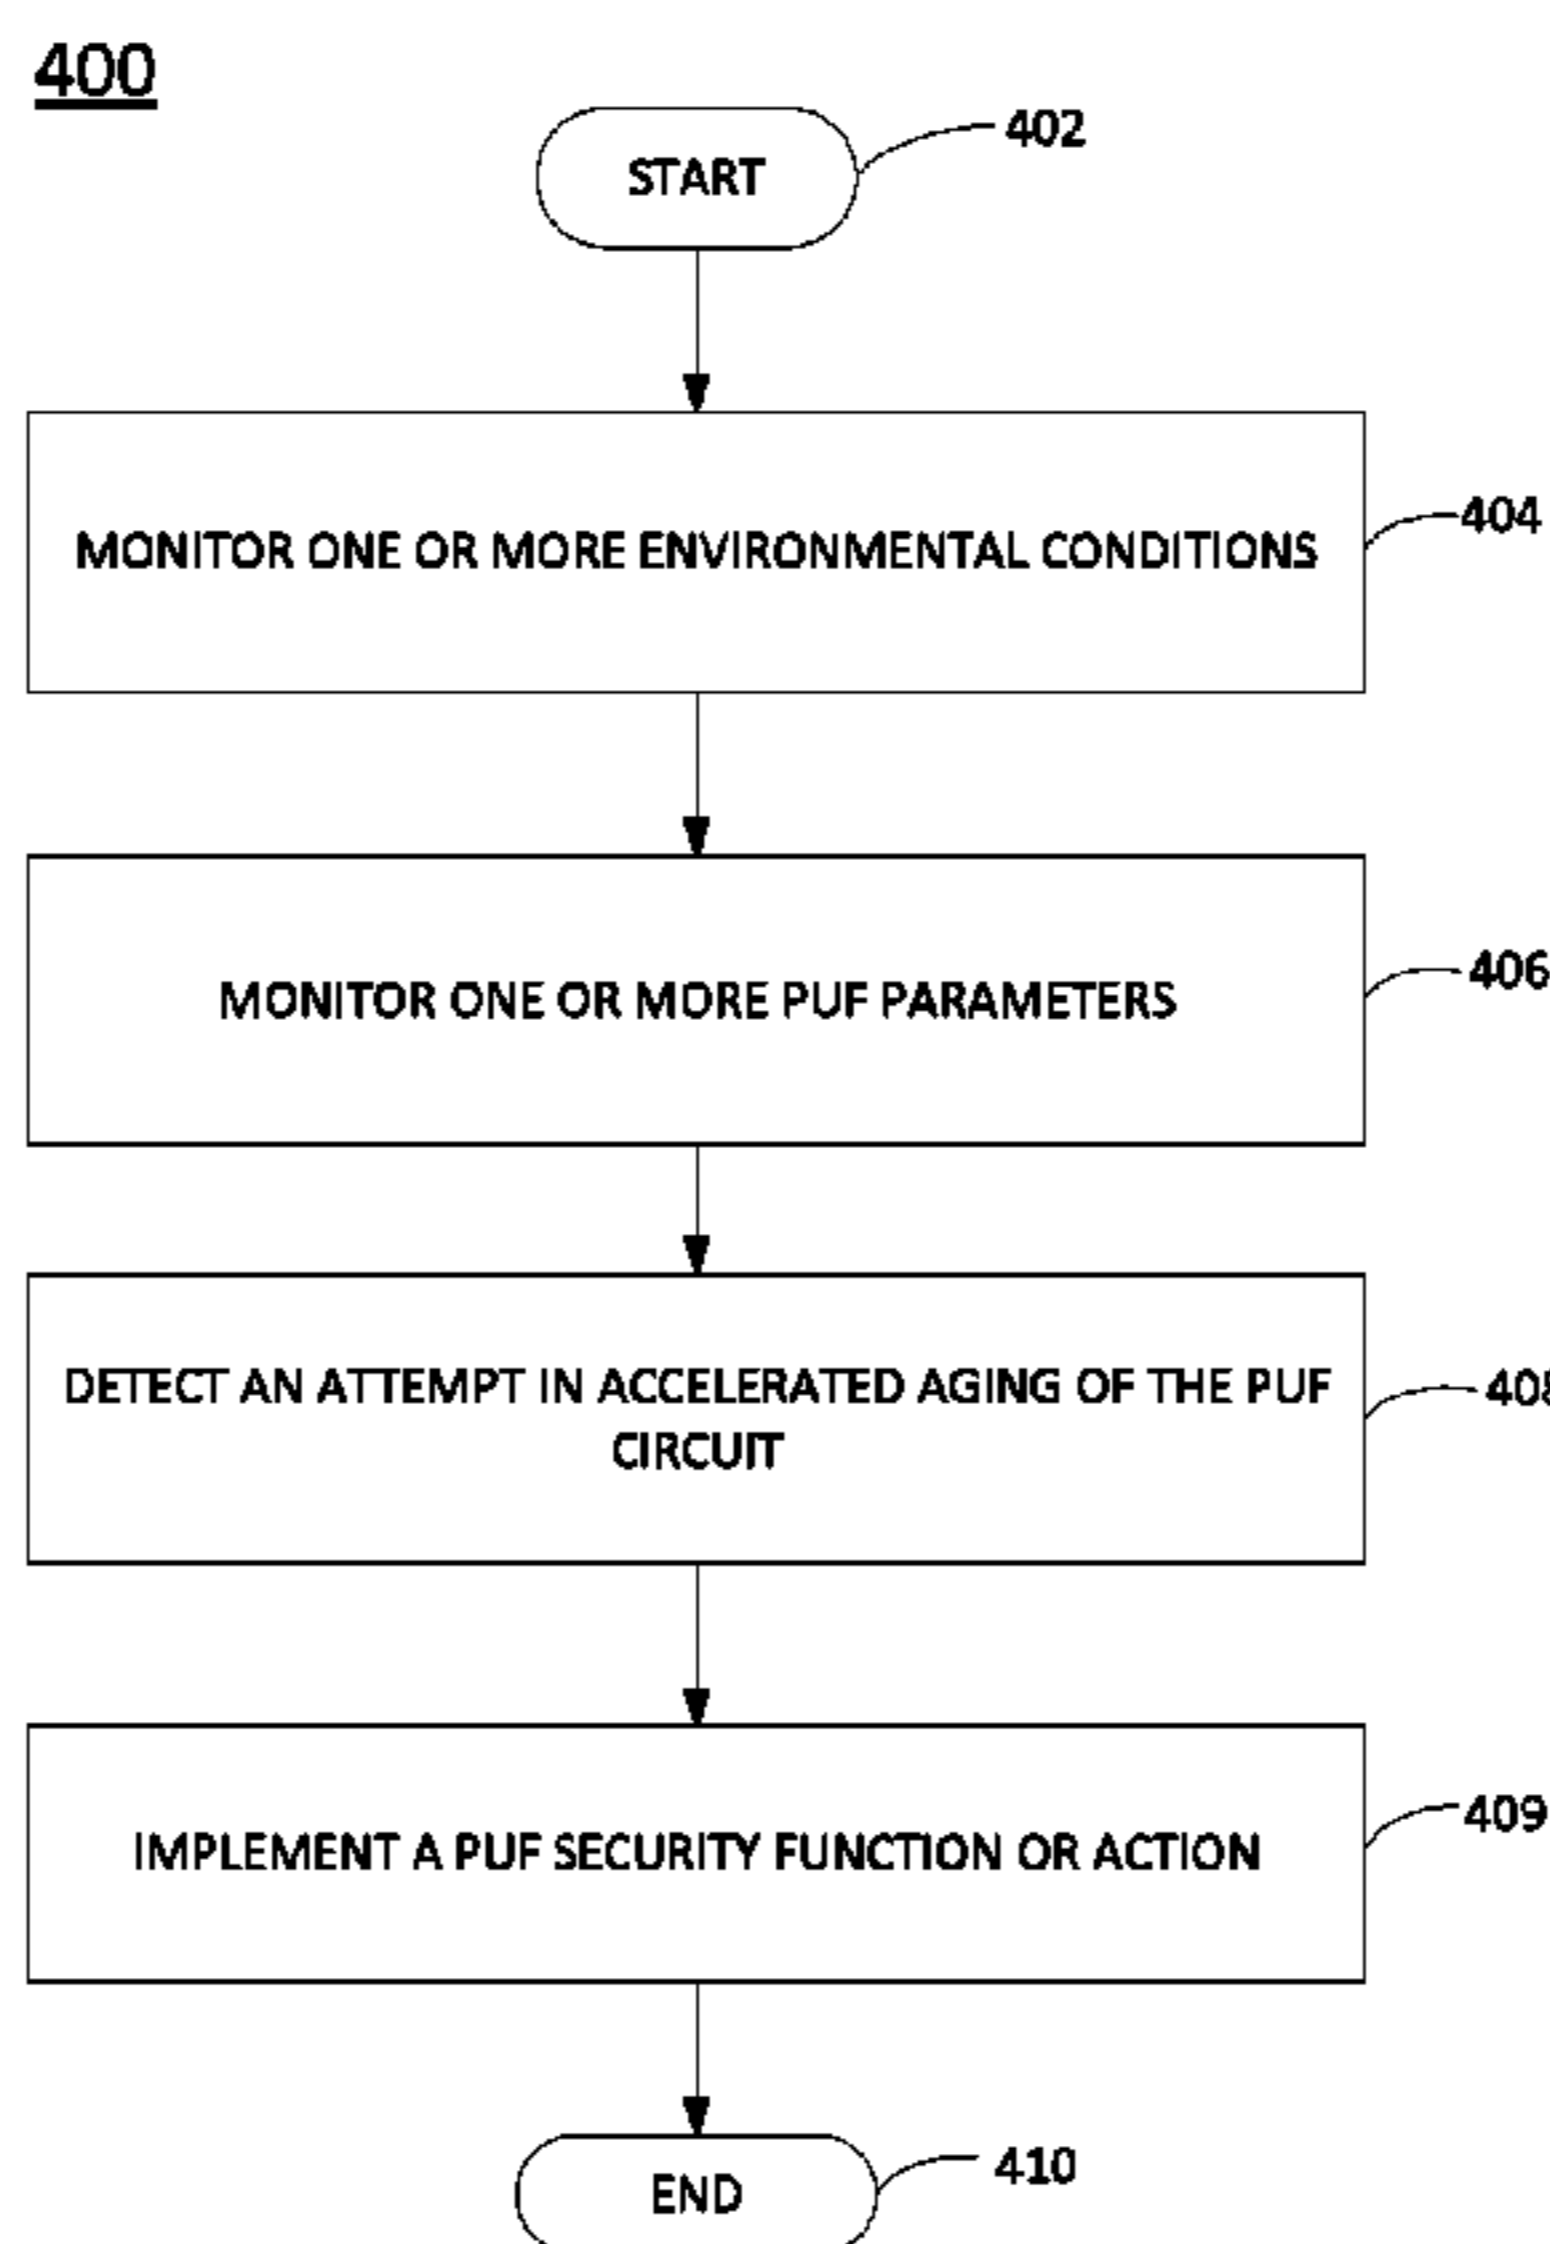 400
START
402
MONITOR ONE OR MORE ENVIRONMENTAL CONDITIONS
404
MONITOR ONE OR MORE PUF PARAMETERS
406
DETECT AN ATTEMPT IN ACCELERATED AGING OF THE PUF
CIRCUIT
408
IMPLEMENT A PUF SECURITY FUNCTION OR ACTION
409
END
410